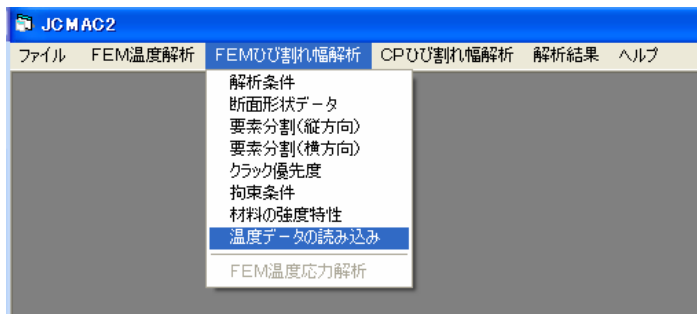 JCMAC2
ファイル FEM温度解析 FEMひび割れ幅解析 CPひび割れ幅解析 解析結果 ヘルプ
解析条件
断面形状データ
要素分割(縦方向)
要素分割(横方向)
クラック優先度
拘束条件
材料の強度特性
温度データの読み込み
FEM温度応力解析